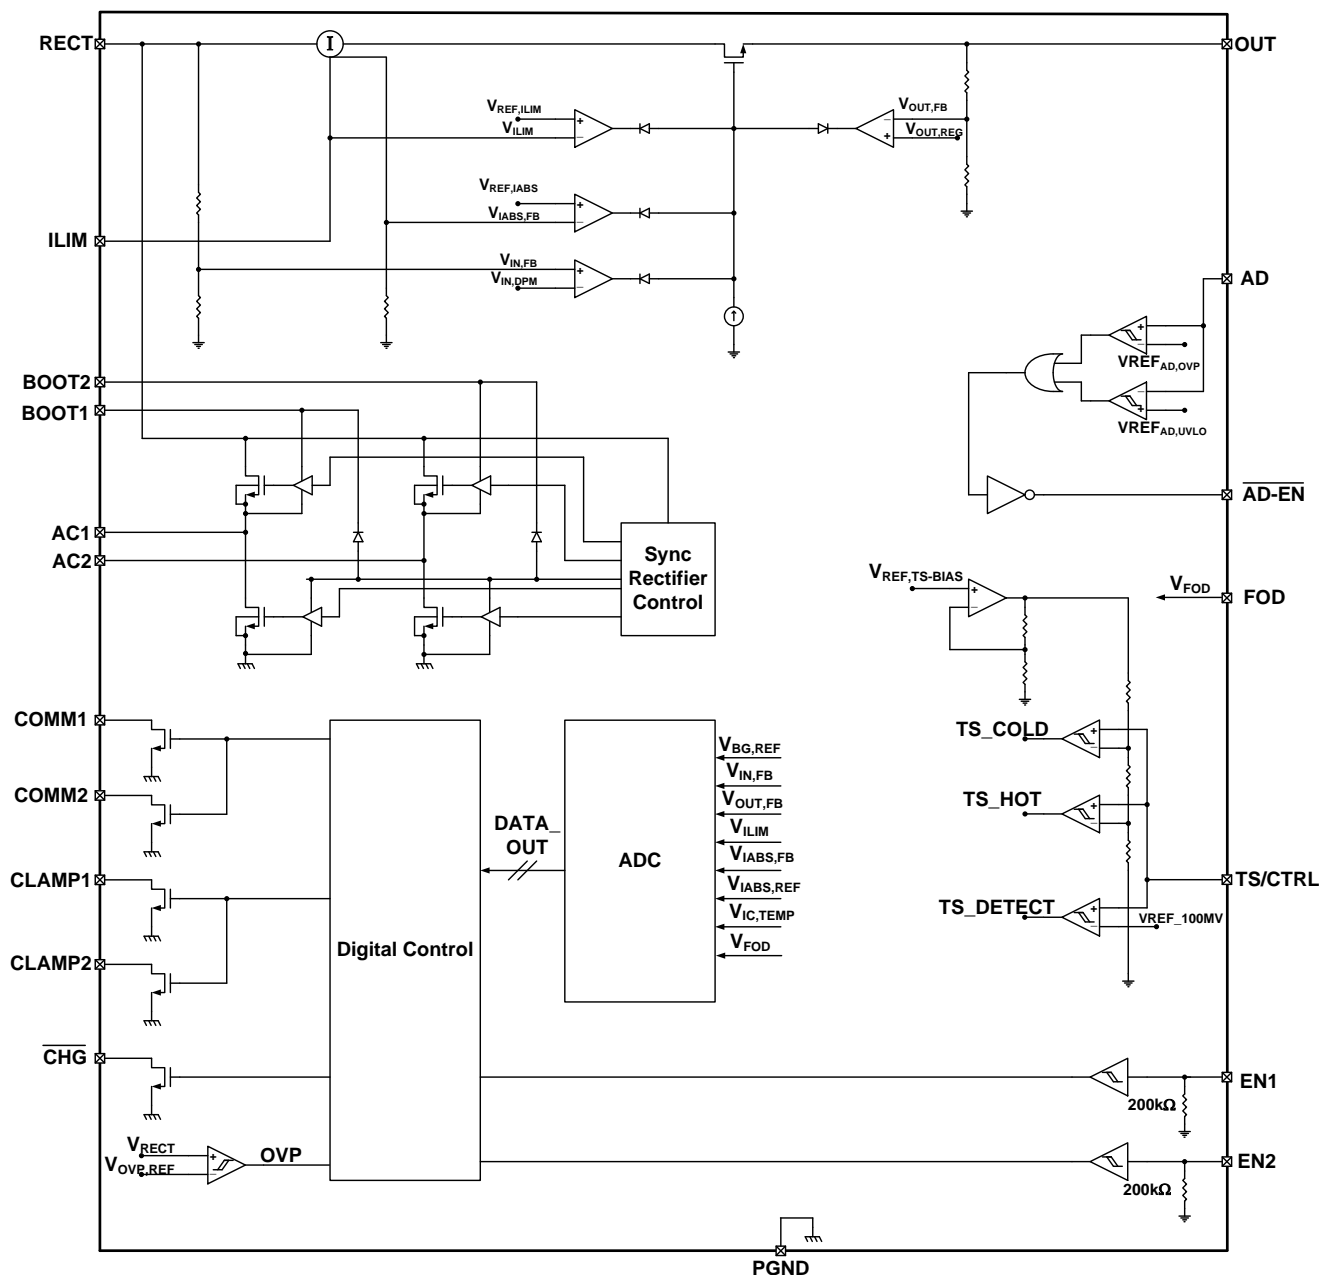 RECT
I
OUT
VREF,ILIM
VILIM
+
-
VOUT,FB
VOUT,REG
-
+
VREF,IABS
VIABS,FB
+
-
ILIM
VIN,FB
VIN,DPM
+
-
AD
+
-
VREFAD,OVP
-
+
VREFAD,UVLO
BOOT2
BOOT1
AD-EN
AC1
AC2
Sync
Rectifier
Control
VREF,TS-BIAS
+
-
VFOD
FOD
COMM1
COMM2
CLAMP1
CLAMP2
CHG
Digital Control
DATA_
OUT
ADC
VBG,REF
VIN,FB
VOUT,FB
VILIM
VIABS,FB
VIABS,REF
VIC,TEMP
VFOD
TS_COLD
+
-
TS_HOT
+
-
TS/CTRL
TS_DETECT
+
-
VREF_100MV
EN1
200kΩ
VRECT
VOVP,REF
+
-
OVP
EN2
200kΩ
PGND